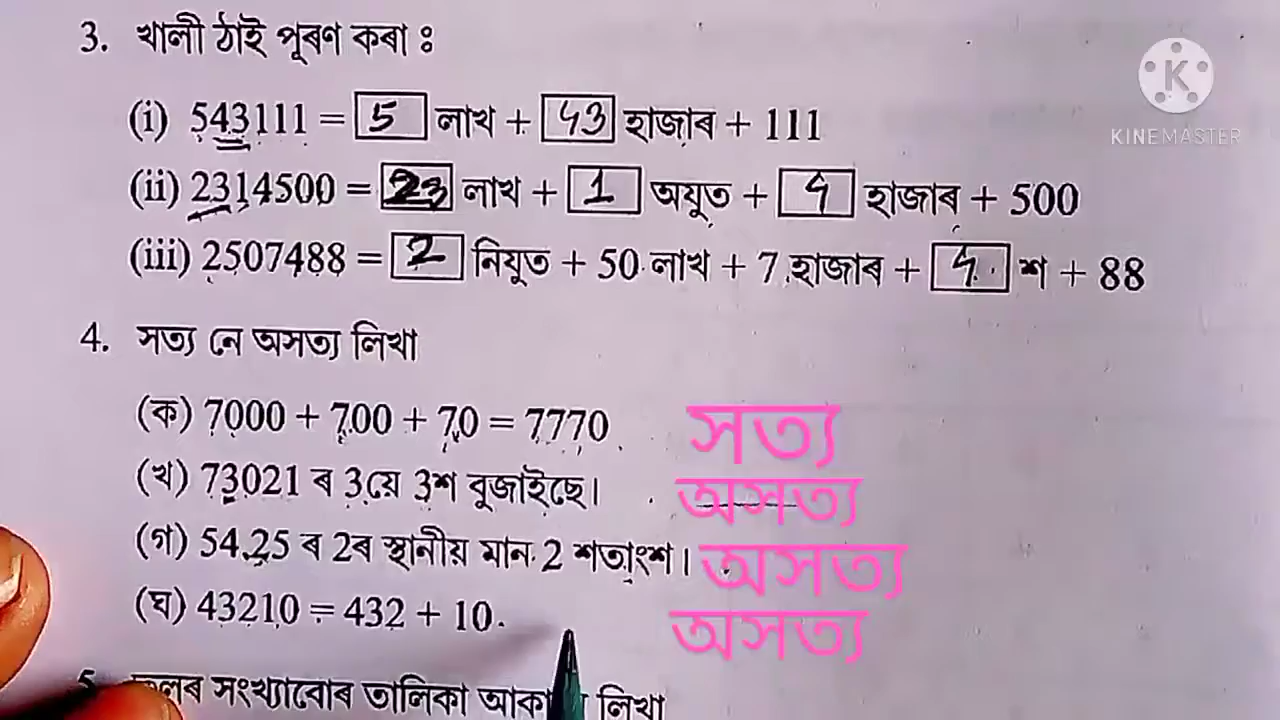 3. খালী ঠাই পূৰণ কৰা ঃ
KINEMASTER
(i) 543111 = 5 লাখ + 43 হাজাৰ + 111
(ii) 2314500 = 23 লাখ + 1 অযুত + 4 হাজাৰ + 500
(iii) 2507488 = 2 নিযুত + 50 লাখ + 7 হাজাৰ + 4 শ + 88
4. সত্য নে অসত্য লিখা
(ক) 7000 + 700 + 70 = 7770 সত্য
(খ) 73021 ৰ 3য়ে 3শ বুজাইছে। অসত্য
(গ) 54.25 ৰ 2ৰ স্থানীয় মান 2 শতাংশ। অসত্য
(ঘ) 43210 = 432 + 10. অসত্য
5. সংখ্যাবোৰ তালিকা লিখা